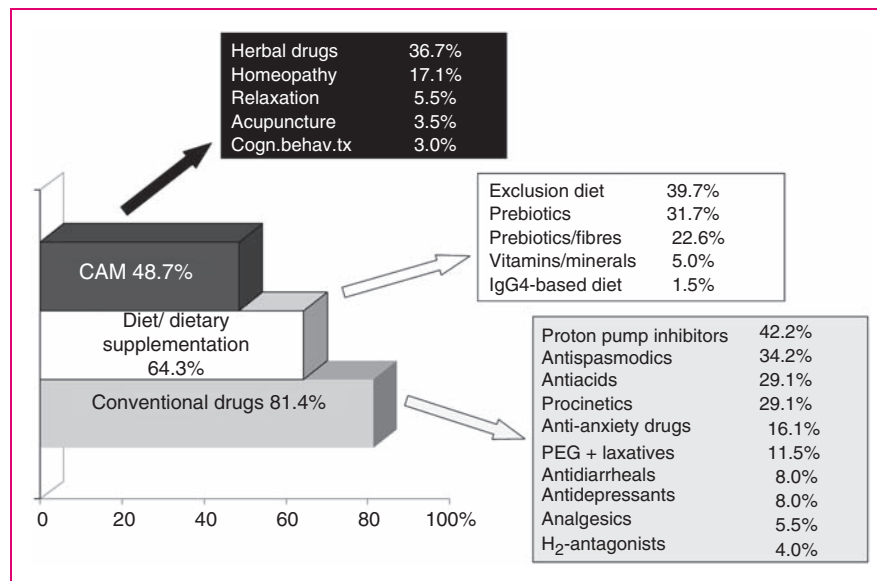 Herbal drugs 36.7%
Homeopathy 17.1%
Relaxation 5.5%
Acupuncture 3.5%
Cogn.behav.tx 3.0%
Exclusion diet 39.7%
Prebiotics 31.7%
Prebiotics/fibres 22.6%
Vitamins/minerals 5.0%
IgG4-based diet 1.5%
CAM 48.7%
Diet/ dietary
supplementation
64.3%
Conventional drugs 81.4%
Proton pump inhibitors 42.2%
Antispasmodics 34.2%
Antiacids 29.1%
Procinetics 29.1%
Anti-anxiety drugs 16.1%
PEG + laxatives 11.5%
Antidiarrheals 8.0%
Antidepressants 8.0%
Analgesics 5.5%
H2-antagonists 4.0%
0 20 40 60 80 100%